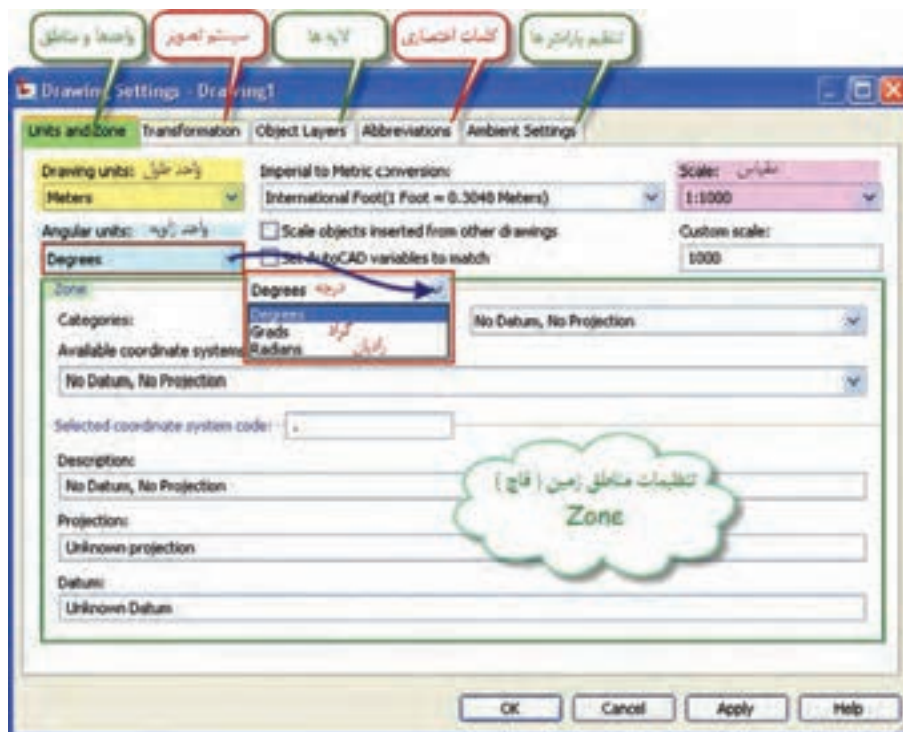 واحدها و مناطق
سیستم تصویر
لایه ها
کلمات اختصاری
تنظیم پارامتر ها
Drawing Settings - Drawing1
Units and Zone
Transformation
Object Layers
Abbreviations
Ambient Settings
Drawing units: واحد طول
Meters
Imperial to Metric conversion:
International Foot(1 Foot = 0.3048 Meters)
Scale: مقیاس
1:1000
Angular units: واحد زاویه
Degrees
Scale objects inserted from other drawings
Set AutoCAD variables to match
Custom scale:
1000
Zone
Degrees درجه
Degrees
Grads گراد
Radians رادیان
Categories:
No Datum, No Projection
Available coordinate systems
No Datum, No Projection
Selected coordinate system code: .
Description:
No Datum, No Projection
Projection:
Unknown projection
Datum:
Unknown Datum
تنظیمات مناطق زمین ( قاچ )
Zone
OK
Cancel
Apply
Help